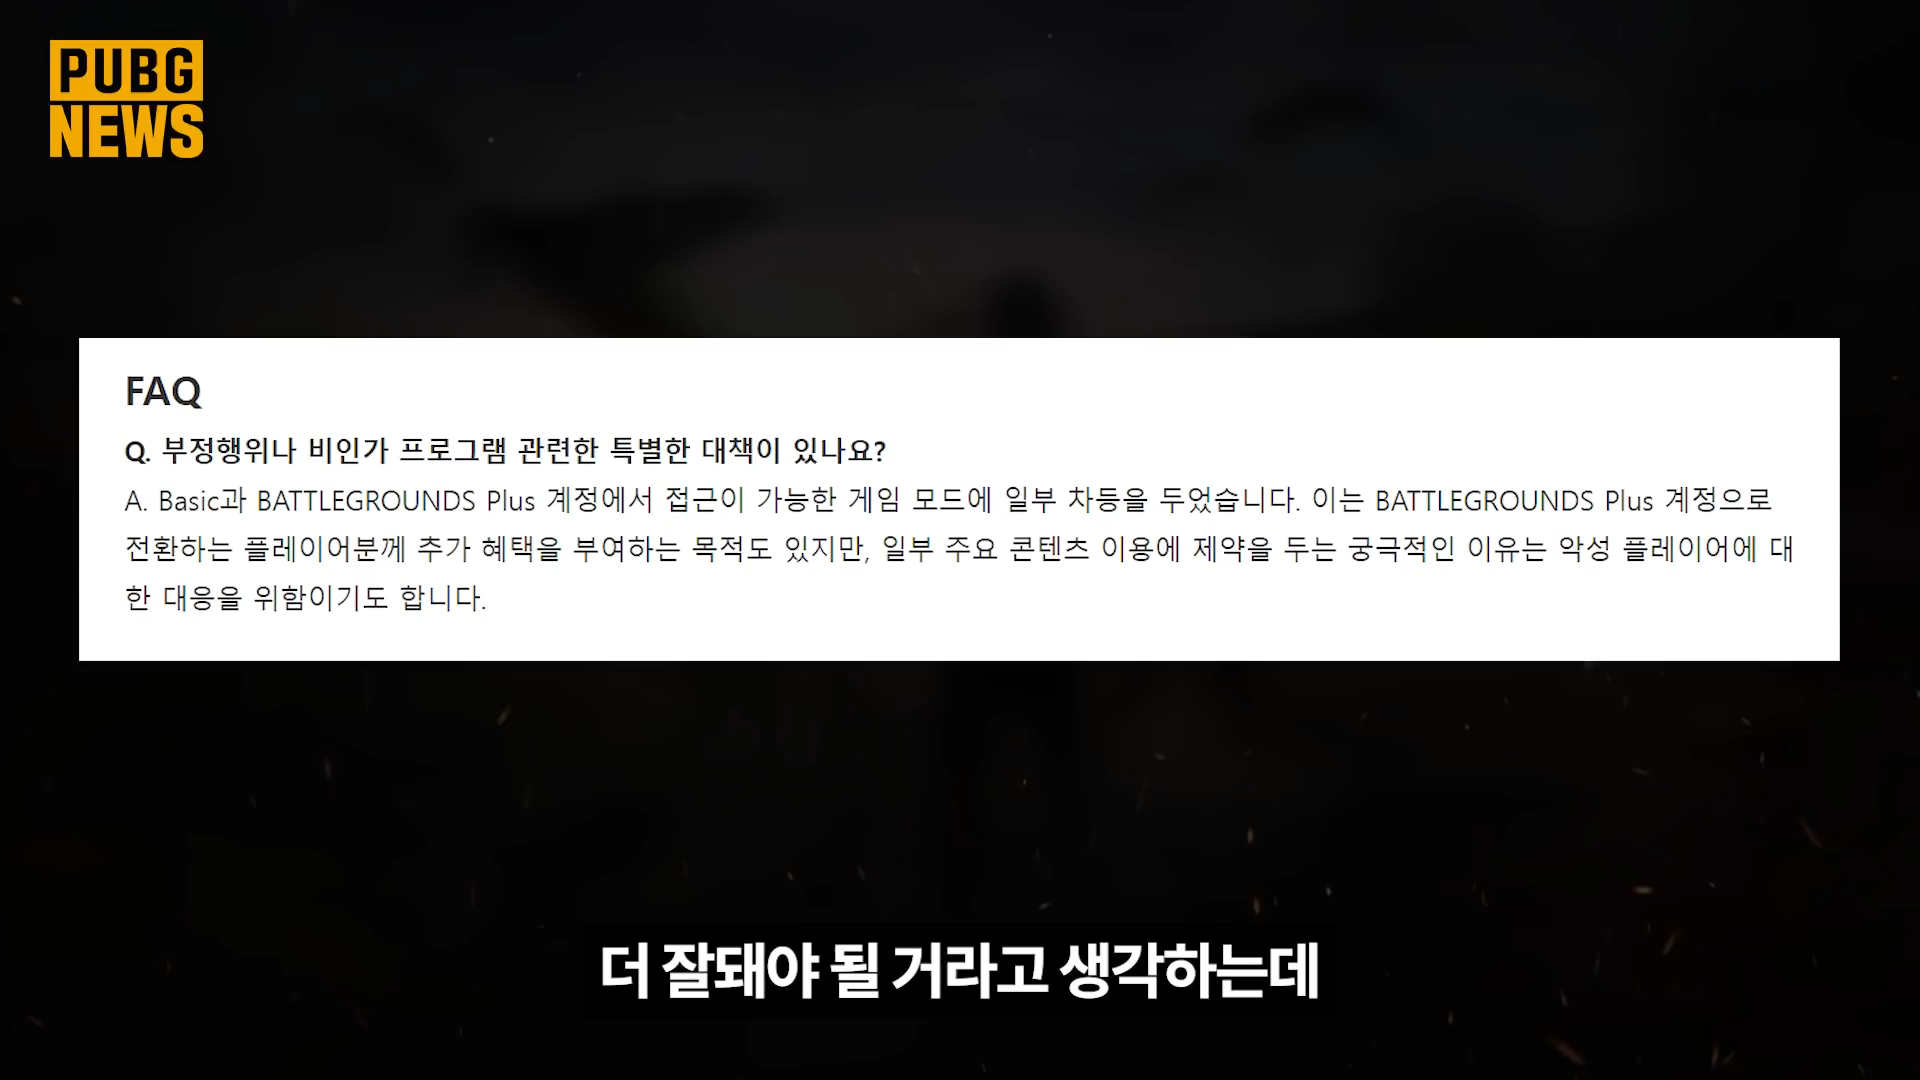 PUBG
NEWS
FAQ
Q. 부정행위나 비인가 프로그램 관련한 특별한 대책이 있나요?
A. Basic과 BATTLEGROUNDS Plus 계정에서 접근이 가능한 게임 모드에 일부 차등을 두었습니다. 이는 BATTLEGROUNDS Plus 계정으로
전환하는 플레이어분께 추가 혜택을 부여하는 목적도 있지만, 일부 주요 콘텐츠 이용에 제약을 두는 궁극적인 이유는 악성 플레이어에 대
한 대응을 위함이기도 합니다.
더 잘돼야 될 거라고 생각하는데